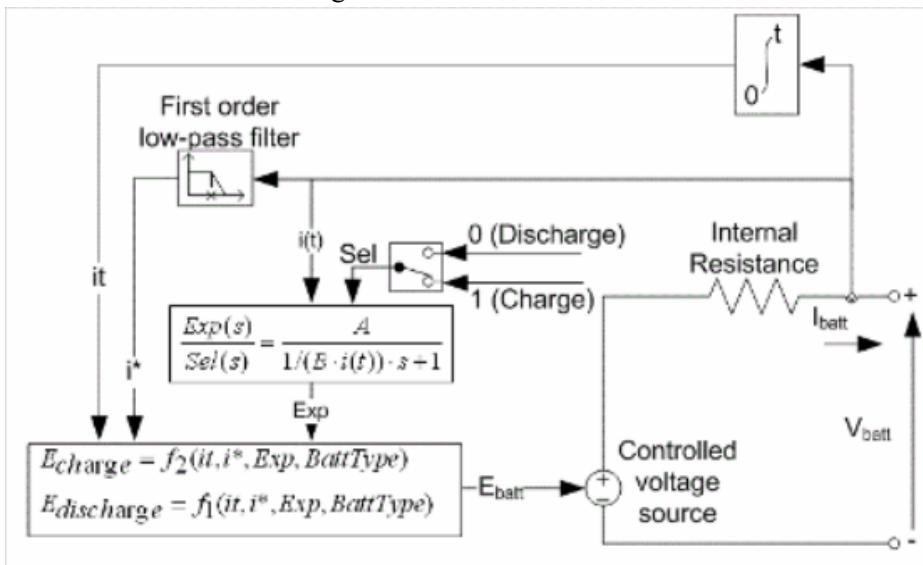 t
0
First order
low-pass filter
i(t)
Sel
0 (Discharge)
1 (Charge)
Internal
Resistance
it
i*
I_batt
+
Exp(s)/Sel(s) = A/(1/(B·i(t))·s+1)
Exp
V_batt
E_charge = f_2(it, i*, Exp, BattType)
E_discharge = f_1(it, i*, Exp, BattType)
E_batt
+
−
Controlled
voltage
source
-